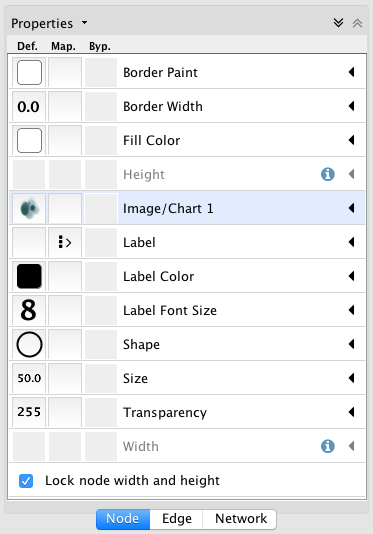 Properties
Def. Map. Byp.
Border Paint
0.0 Border Width
Fill Color
Height
Image/Chart 1
Label
Label Color
8 Label Font Size
Shape
50.0 Size
255 Transparency
Width
Lock node width and height
Node Edge Network